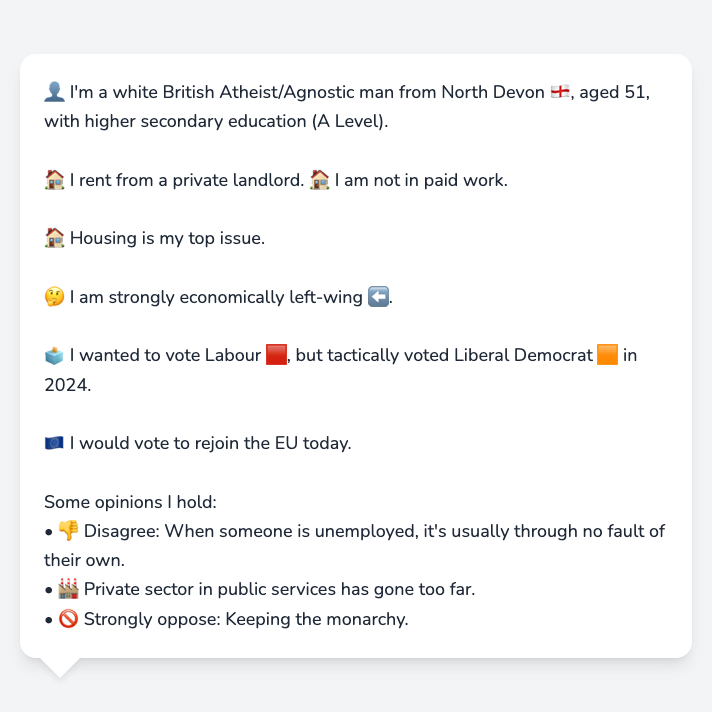 👤 I'm a white British Atheist/Agnostic man from North Devon 🏴󠁧󠁢󠁥󠁮󠁧󠁿, aged 51,
with higher secondary education (A Level).
🏠 I rent from a private landlord. 🏠 I am not in paid work.
🏠 Housing is my top issue.
🤔 I am strongly economically left-wing ⬅️.
🗳️ I wanted to vote Labour 🟥, but tactically voted Liberal Democrat 🟧 in
2024.
🇪🇺 I would vote to rejoin the EU today.
Some opinions I hold:
• 👎 Disagree: When someone is unemployed, it's usually through no fault of
their own.
• 🏭 Private sector in public services has gone too far.
• 🚫 Strongly oppose: Keeping the monarchy.